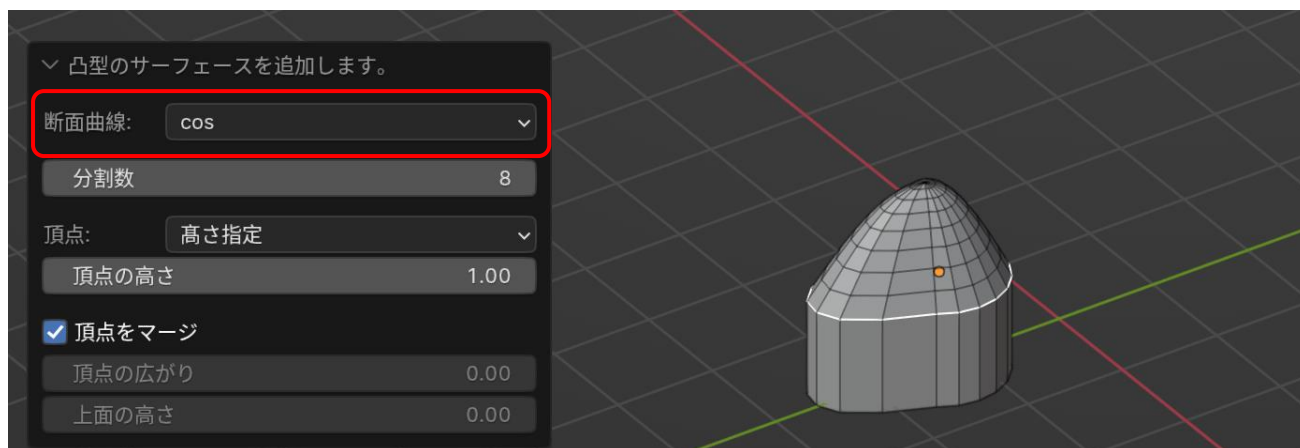 凸型のサーフェースを追加します。
断面曲線: cos
分割数 8
頂点:髙さ指定
頂点の高さ 1.00
頂点をマージ
頂点の広がり 0.00
上面の高さ 0.00